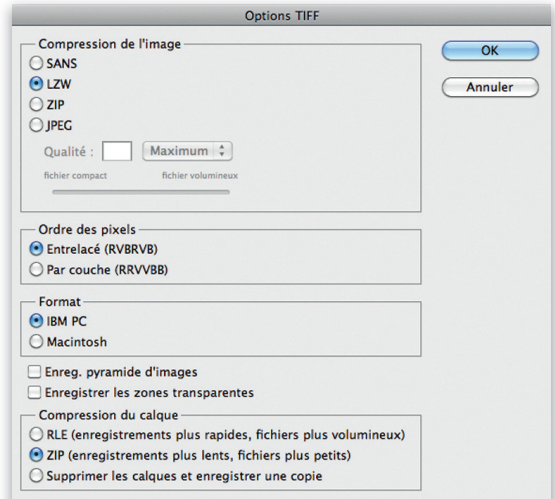 Options TIFF
Compression de l'image
SANS
LZW
ZIP
JPEG
Qualité :
Maximum
fichier compact
fichier volumineux
Ordre des pixels
Entrelacé (RVBRVB)
Par couche (RRVVBB)
Format
IBM PC
Macintosh
Enreg. pyramide d'images
Enregistrer les zones transparentes
Compression du calque
RLE (enregistrements plus rapides, fichiers plus volumineux)
ZIP (enregistrements plus lents, fichiers plus petits)
Supprimer les calques et enregistrer une copie
OK
Annuler